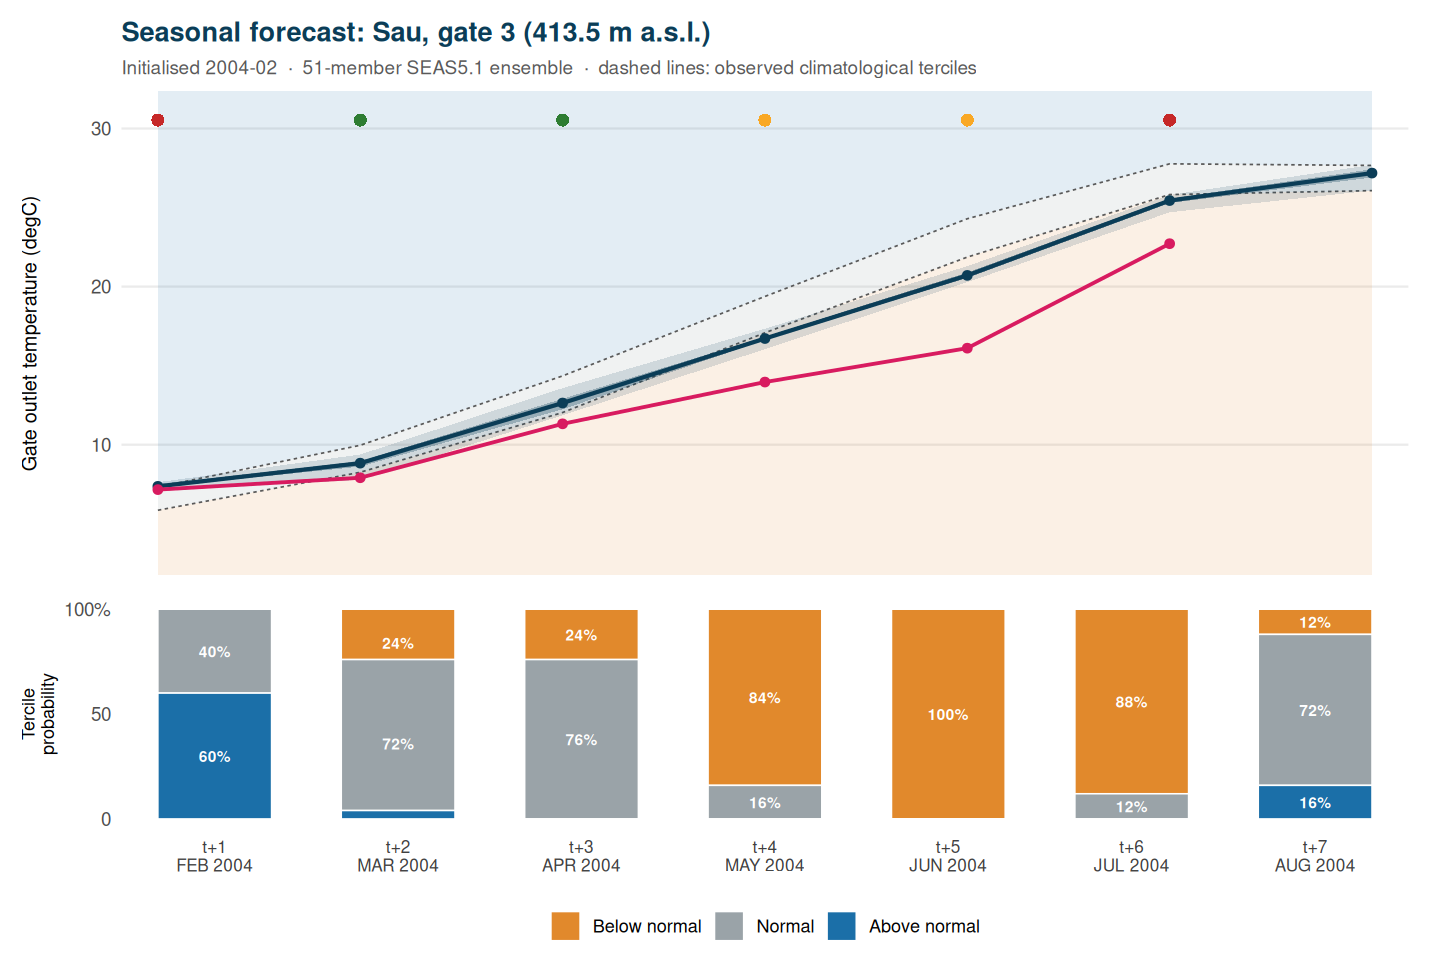 Seasonal forecast: Sau, gate 3 (413.5 m a.s.l.)
Initialised 2004-02 · 51-member SEAS5.1 ensemble · dashed lines: observed climatological terciles
Gate outlet temperature (degC)
30
20
10
Tercile
probability
100%
50
0
40%
60%
24%
72%
24%
76%
84%
16%
100%
88%
12%
12%
72%
16%
t+1
FEB 2004
t+2
MAR 2004
t+3
APR 2004
t+4
MAY 2004
t+5
JUN 2004
t+6
JUL 2004
t+7
AUG 2004
Below normal
Normal
Above normal